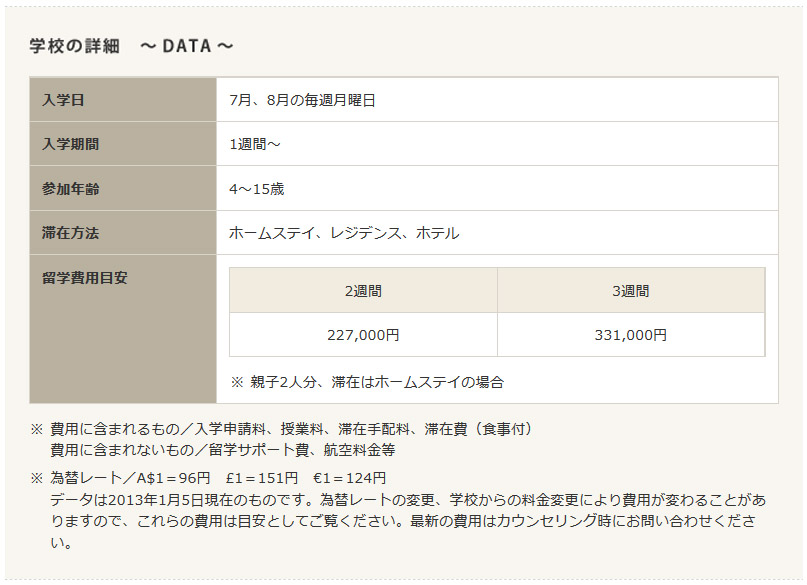 学校の詳細　～ DATA ～
入学日
7月、8月の毎週月曜日
入学期間
1週間～
参加年齢
4～15歳
滞在方法
ホームステイ、レジデンス、ホテル
留学費用目安
2週間
3週間
227,000円
331,000円
※ 親子2人分、滞在はホームステイの場合
※ 費用に含まれるもの／入学申請料、授業料、滞在手配料、滞在費（食事付）
費用に含まれないもの／留学サポート費、航空料金等
※ 為替レート／A$1＝96円　£1＝151円　€1＝124円
データは2013年1月5日現在のものです。為替レートの変更、学校からの料金変更により費用が変わることがあ
りますので、これらの費用は目安としてご覧ください。最新の費用はカウンセリング時にお問い合わせくださ
い。